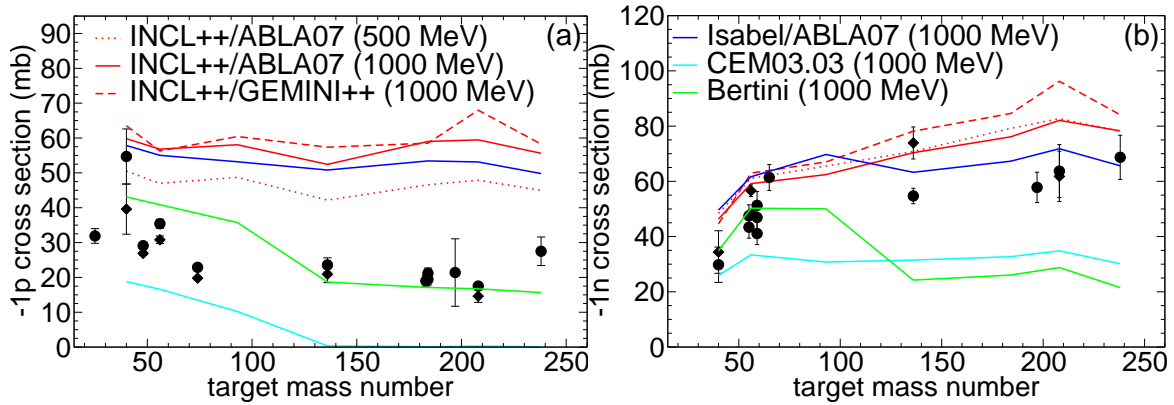 -1p cross section (mb)
95
90
80
70
60
50
40
30
20
10
0
INCL++/ABLA07 (500 MeV)
INCL++/ABLA07 (1000 MeV)
INCL++/GEMINI++ (1000 MeV)
(a)
50
100
150
200
250
target mass number
-1n cross section (mb)
120
100
80
60
40
20
0
Isabel/ABLA07 (1000 MeV)
CEM03.03 (1000 MeV)
Bertini (1000 MeV)
(b)
50
100
150
200
250
target mass number